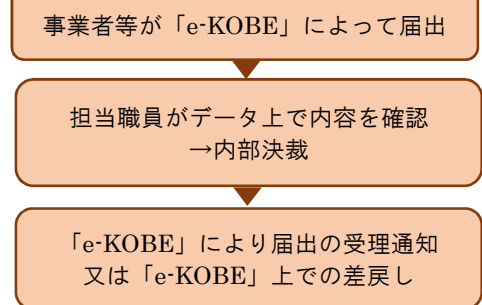 事業者等が「e-KOBE」によって届出
担当職員がデータ上で内容を確認
→内部決裁
「e-KOBE」により届出の受理通知
又は「e-KOBE」上での差戻し